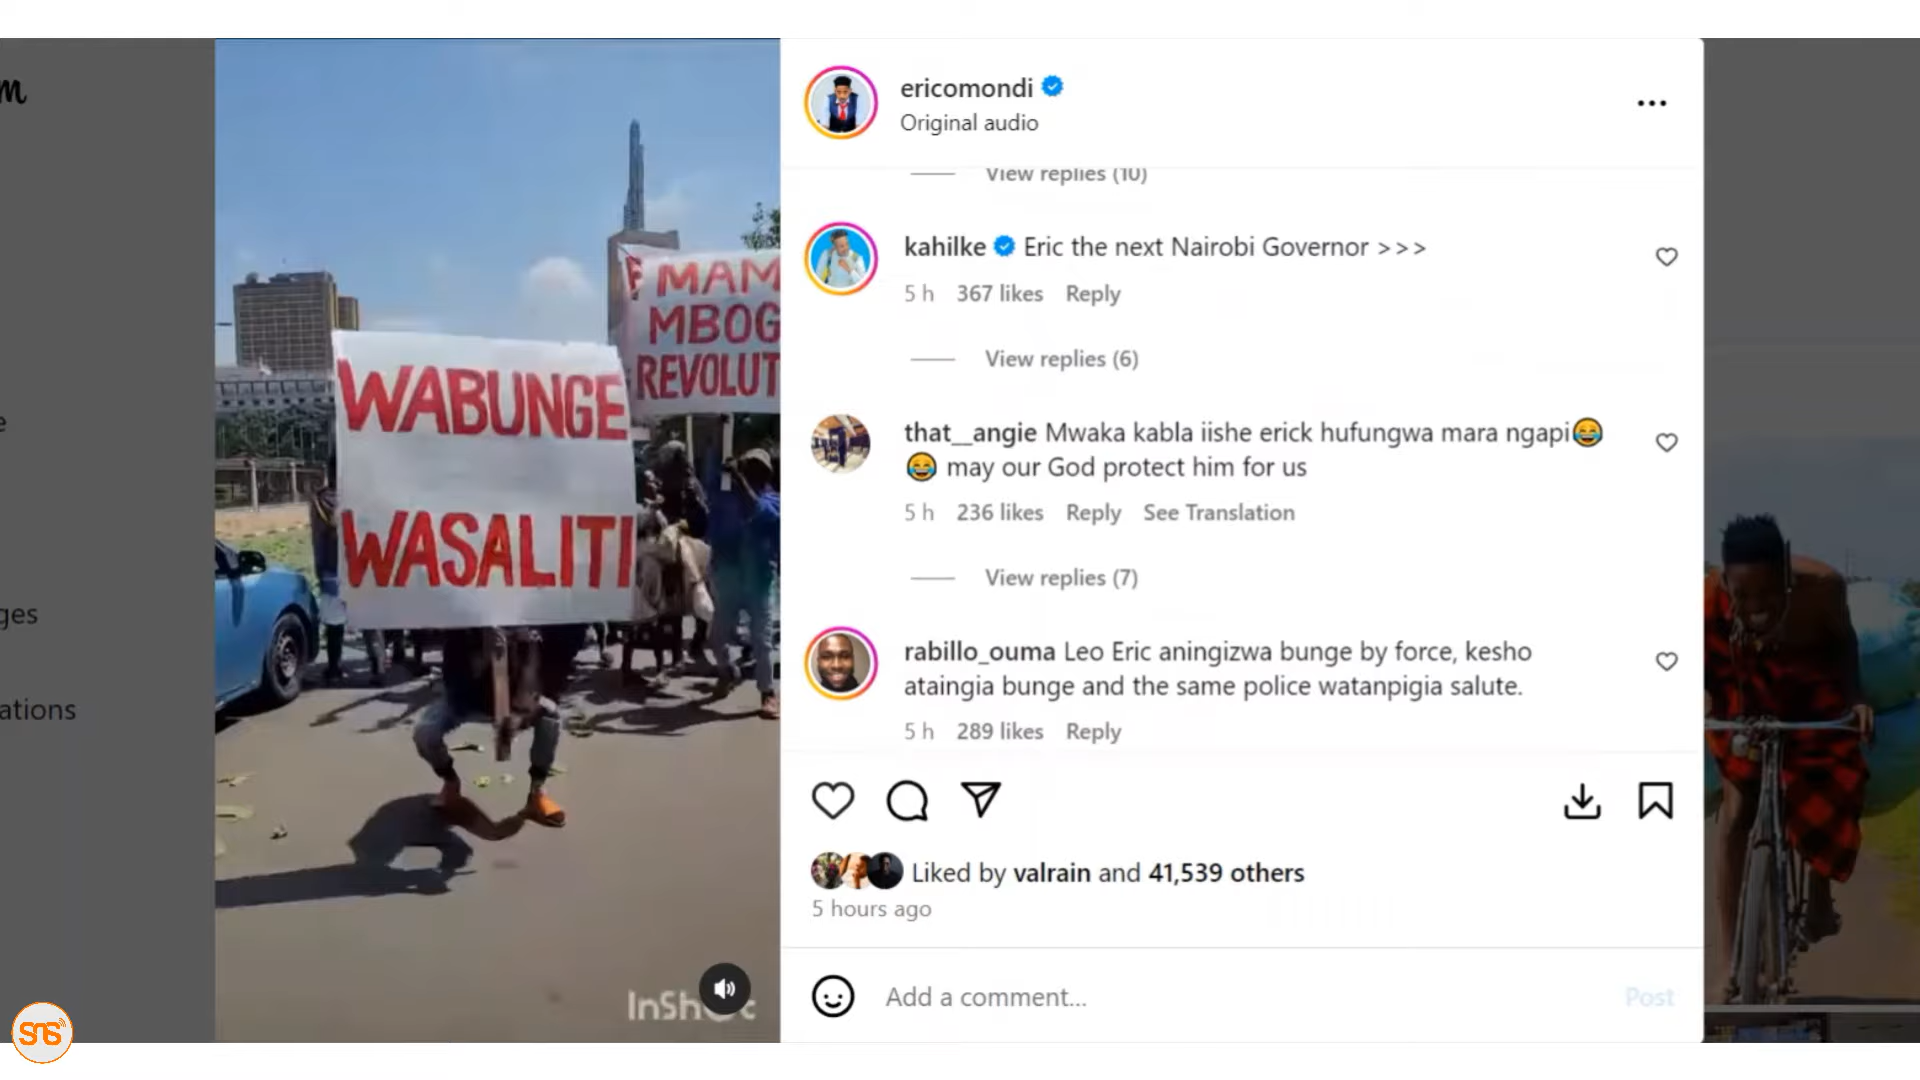 m
ericomondi
Original audio
View replies (10)
kahilke Eric the next Nairobi Governor >>>
5 h 367 likes Reply
View replies (6)
that__angie Mwaka kabla iishe erick hufungwa mara ngapi😂
😂 may our God protect him for us
5 h 236 likes Reply See Translation
View replies (7)
rabillo_ouma Leo Eric aningizwa bunge by force, kesho
ataingia bunge and the same police watanpigia salute.
5 h 289 likes Reply
Liked by valrain and 41,539 others
5 hours ago
Add a comment...
Post
MAM
MBOG
REVOLUT
WABUNGE
WASALITI
InSh
e
ges
ations
SNS